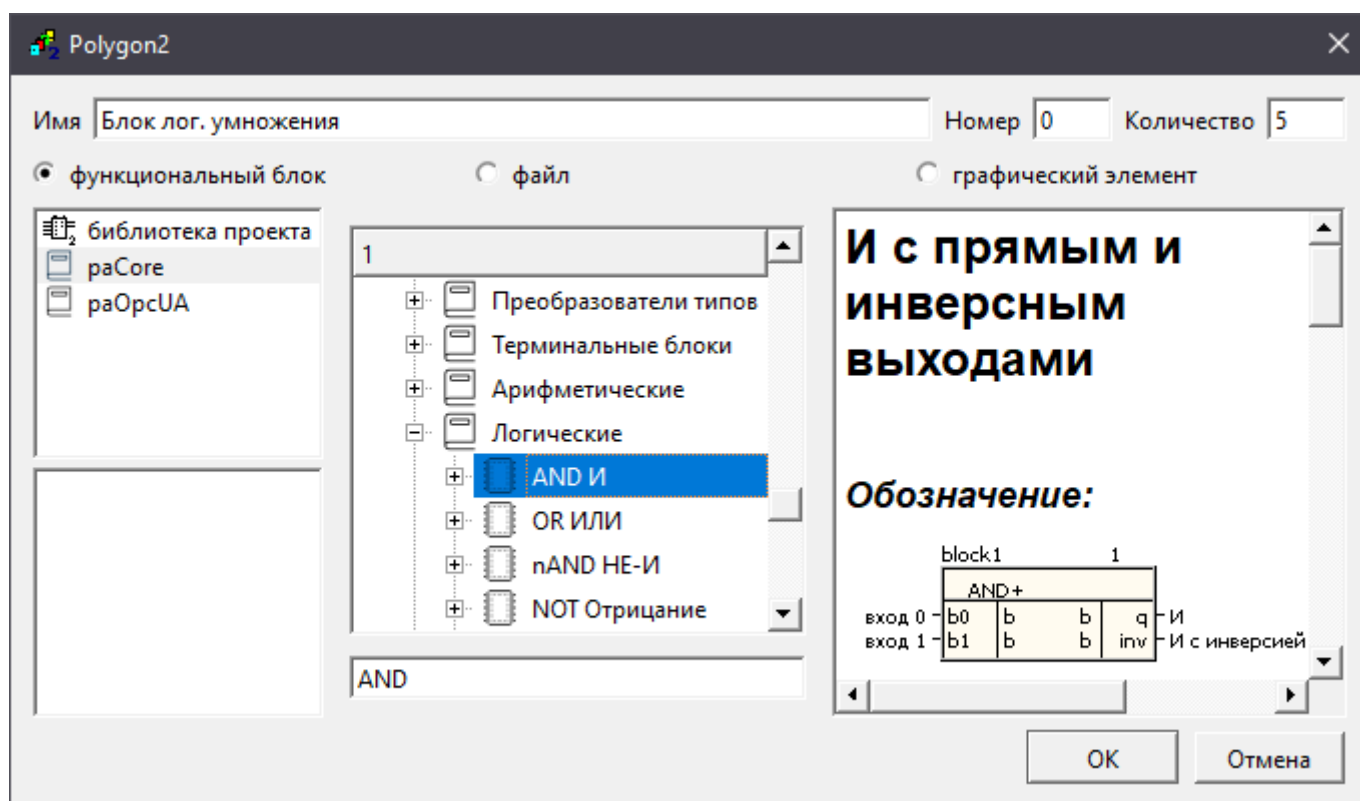 Polygon2
Имя Блок лог. умножения Номер 0 Количество 5
функциональный блок файл графический элемент
библиотека проекта
paCore
paOpcUA
1
Преобразователи типов
Терминальные блоки
Арифметические
Логические
AND И
OR ИЛИ
nAND НЕ-И
NOT Отрицание
AND
И с прямым и
инверсным
выходами
Обозначение:
block1 1
AND+
вход 0 b0 b b q И
вход 1 b1 b b inv И с инверсией
OK Отмена